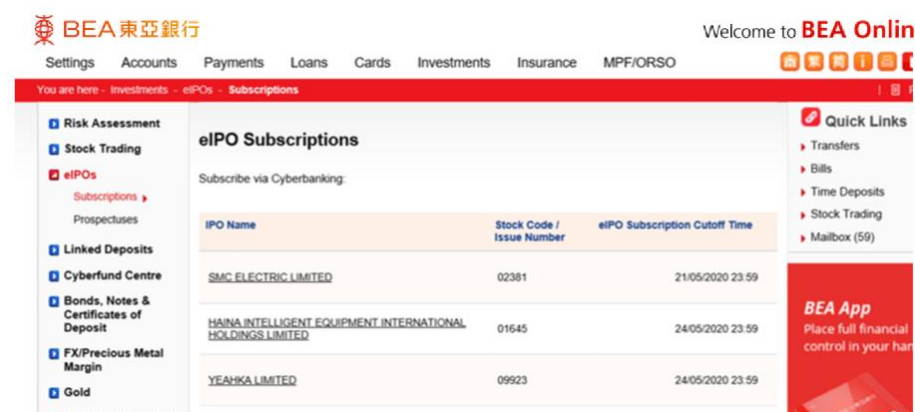 BEA東亞銀行
Welcome to BEA Onlin
Settings Accounts Payments Loans Cards Investments Insurance MPF/ORSO
繁 简
You are here - Investments - eIPOs - Subscriptions
Risk Assessment
Stock Trading
eIPOs
Subscriptions
Prospectuses
Linked Deposits
Cyberfund Centre
Bonds, Notes &
Certificates of
Deposit
FX/Precious Metal
Margin
Gold
eIPO Subscriptions
Subscribe via Cyberbanking:
IPO Name
Stock Code /
Issue Number
eIPO Subscription Cutoff Time
SMC ELECTRIC LIMITED 02381 21/05/2020 23:59
HAINA INTELLIGENT EQUIPMENT INTERNATIONAL
HOLDINGS LIMITED
01645 24/05/2020 23:59
YEAHKA LIMITED 09923 24/05/2020 23:59
Quick Links
Transfers
Bills
Time Deposits
Stock Trading
Mailbox (59)
BEA App
Place full financial
control in your han